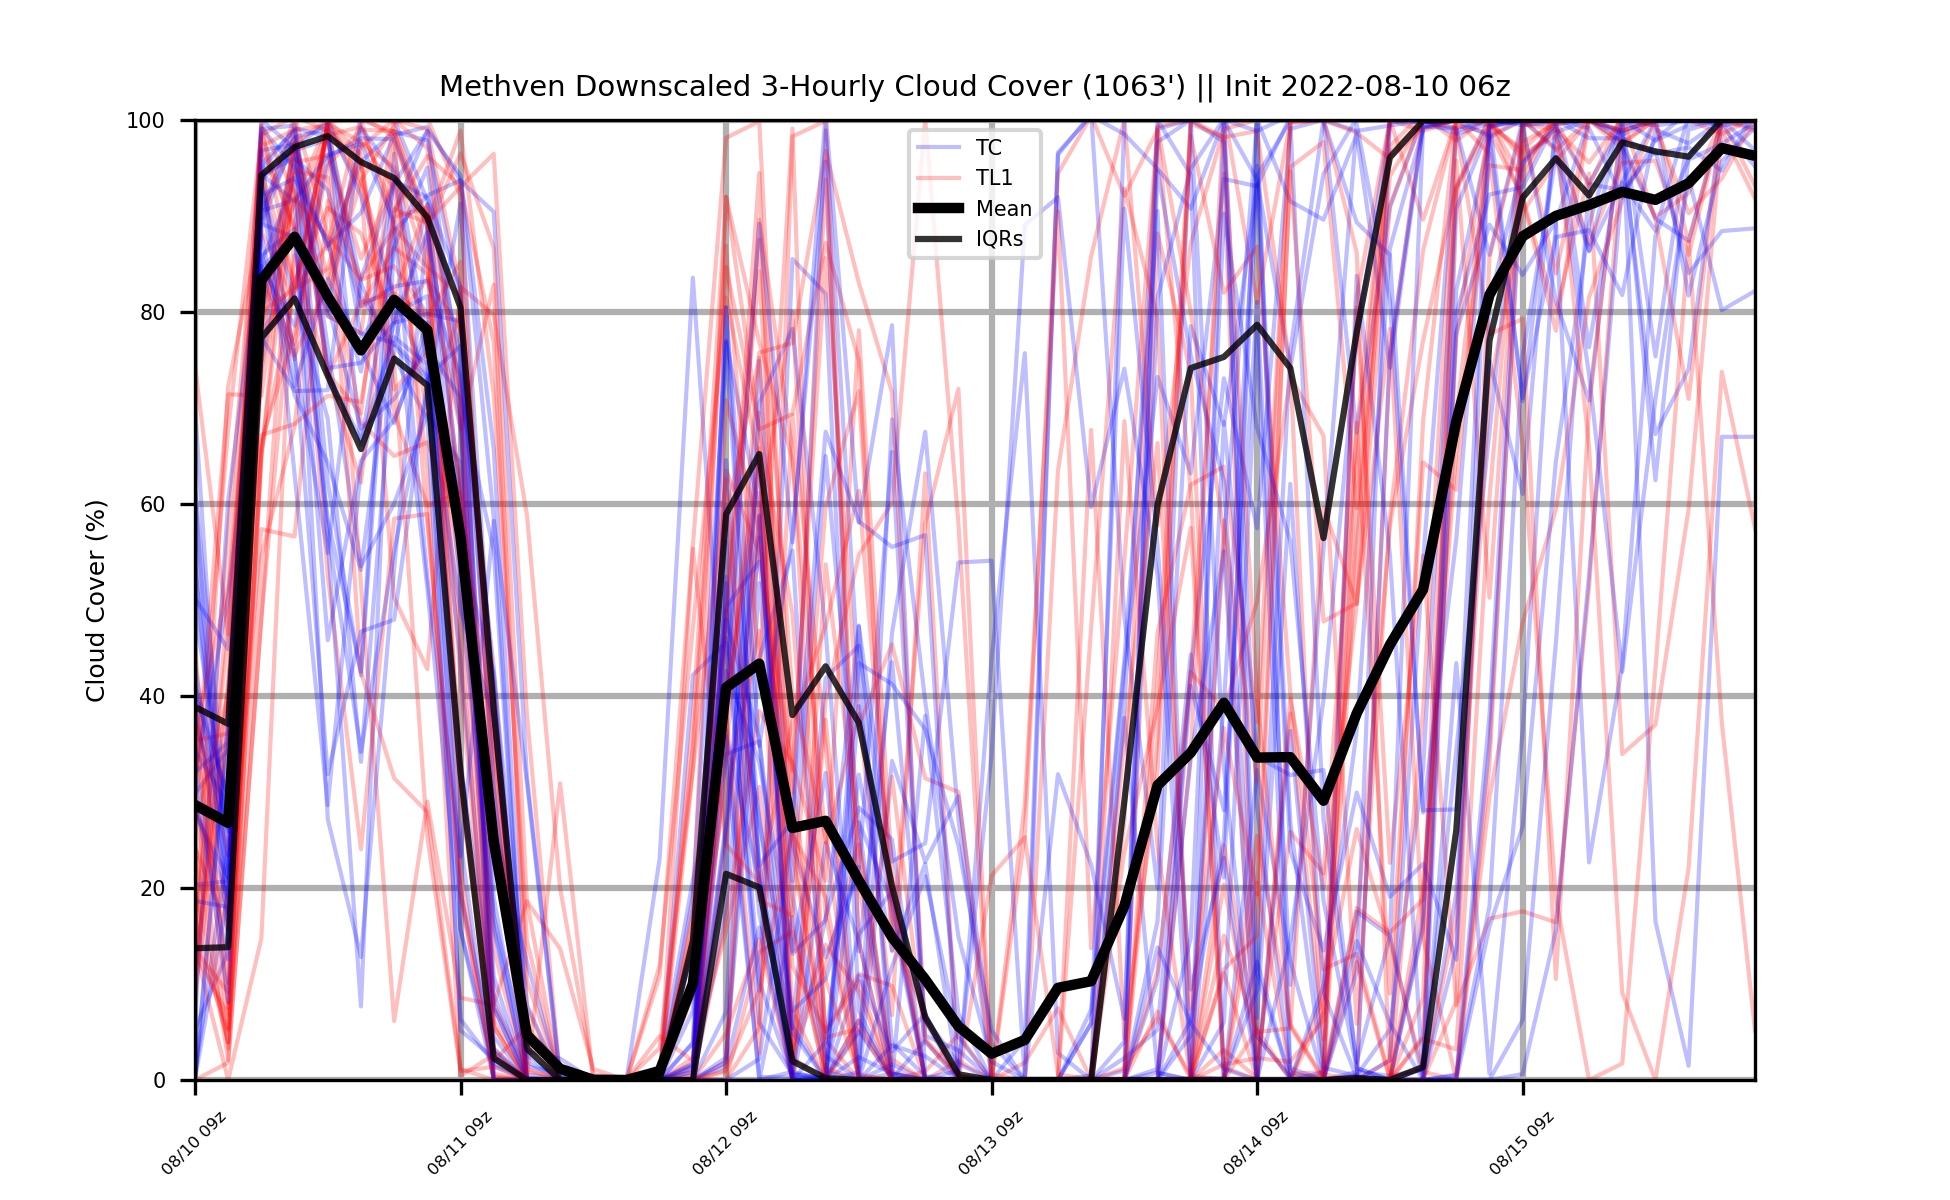 Methven Downscaled 3-Hourly Cloud Cover (1063') || Init 2022-08-10 06z
Cloud Cover (%)
100
80
60
40
20
0
TC
TL1
Mean
IQRs
08/10 09z
08/11 09z
08/12 09z
08/13 09z
08/14 09z
08/15 09z